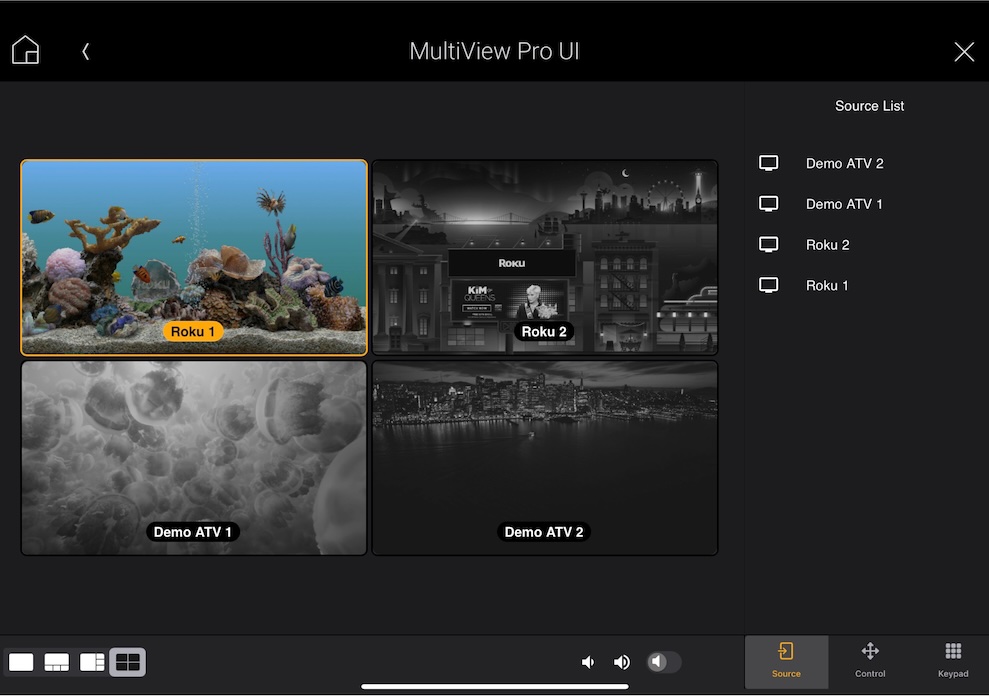 MultiView Pro UI
Source List
Demo ATV 2
Demo ATV 1
Roku 2
Roku 1
Roku 1
Roku
KiM
QUEENS
Roku 2
Demo ATV 1
Demo ATV 2
Source
Control
Keypad